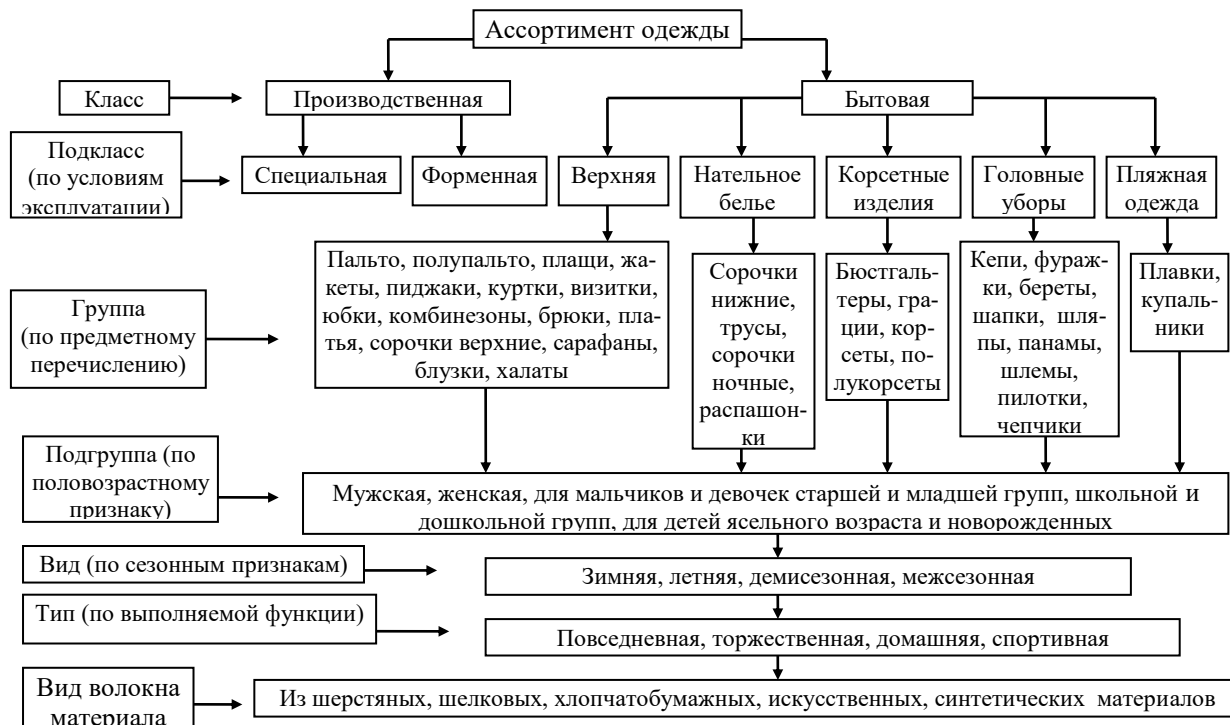 Ассортимент одежды
Класс
Производственная
Бытовая
Подкласс
(по условиям
эксплуатации)
Специальная
Форменная
Верхняя
Нательное
белье
Корсетные
изделия
Головные
уборы
Пляжная
одежда
Группа
(по предметному
перечислению)
Пальто, полупальто, плащи, жа-
кеты, пиджаки, куртки, визитки,
юбки, комбинезоны, брюки, пла-
тья, сорочки верхние, сарафаны,
блузки, халаты
Сорочки
нижние,
трусы,
сорочки
ночные,
распашон-
ки
Бюстгаль-
теры, гра-
ции, кор-
сеты, по-
лукорсеты
Кепи, фураж-
ки, береты,
шапки, шля-
пы, панамы,
шлемы,
пилотки,
чепчики
Плавки,
купаль-
ники
Подгруппа (по
половозрастному
признаку)
Мужская, женская, для мальчиков и девочек старшей и младшей групп, школьной и
дошкольной групп, для детей ясельного возраста и новорожденных
Вид (по сезонным признакам)
Зимняя, летняя, демисезонная, межсезонная
Тип (по выполняемой функции)
Повседневная, торжественная, домашняя, спортивная
Вид волокна
материала
Из шерстяных, шелковых, хлопчатобумажных, искусственных, синтетических материалов